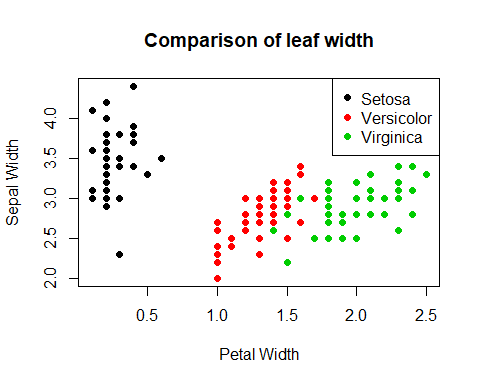 Comparison of leaf width
Setosa
Versicolor
Virginica
Sepal Width
4.0
3.5
3.0
2.5
2.0
0.5 1.0 1.5 2.0 2.5
Petal Width